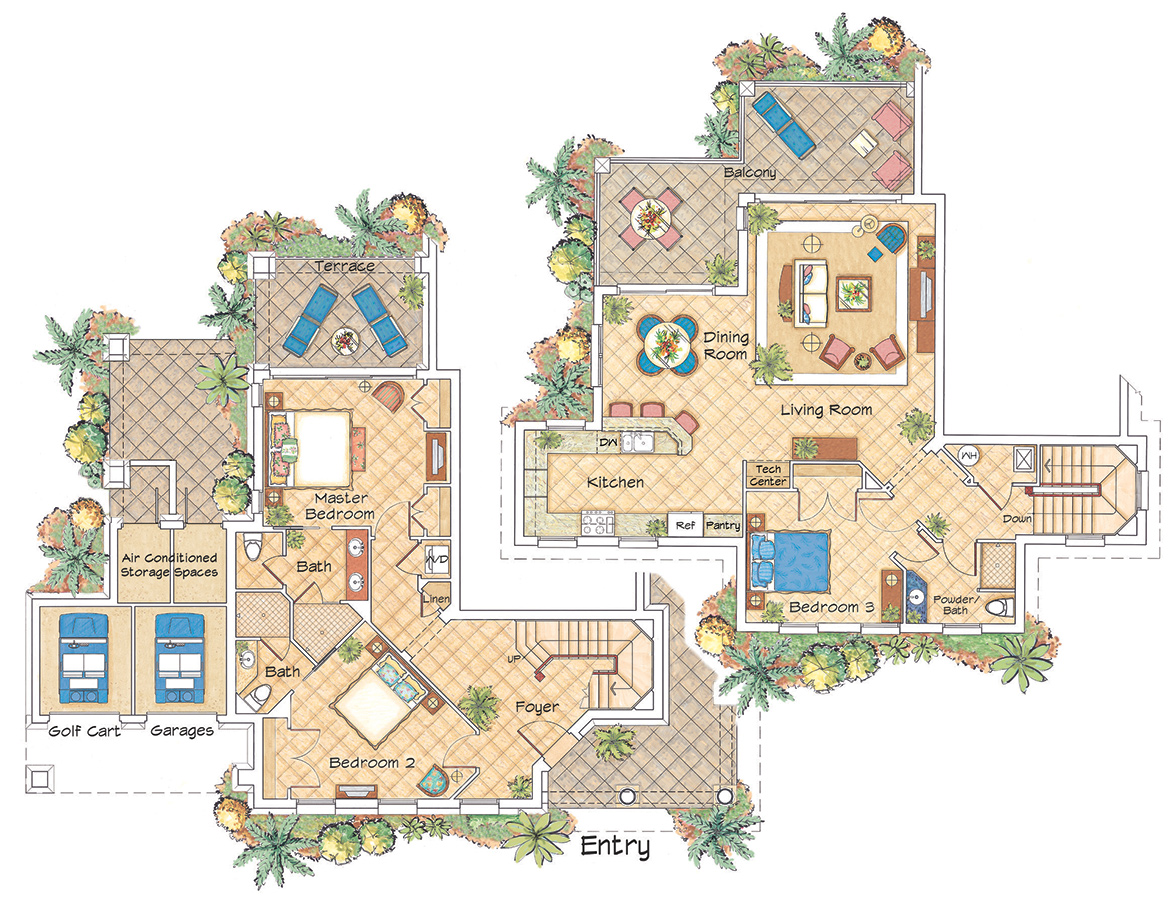 Balcony
Terrace
Dining
Room
Living Room
DW
Kitchen
Tech
Center
Ref
Pantry
WH
Down
Bedroom 3
Powder/
Bath
Master
Bedroom
Air Conditioned
Storage Spaces
Bath
W/D
Linen
Bath
UP
Foyer
Golf Cart
Garages
Bedroom 2
Entry